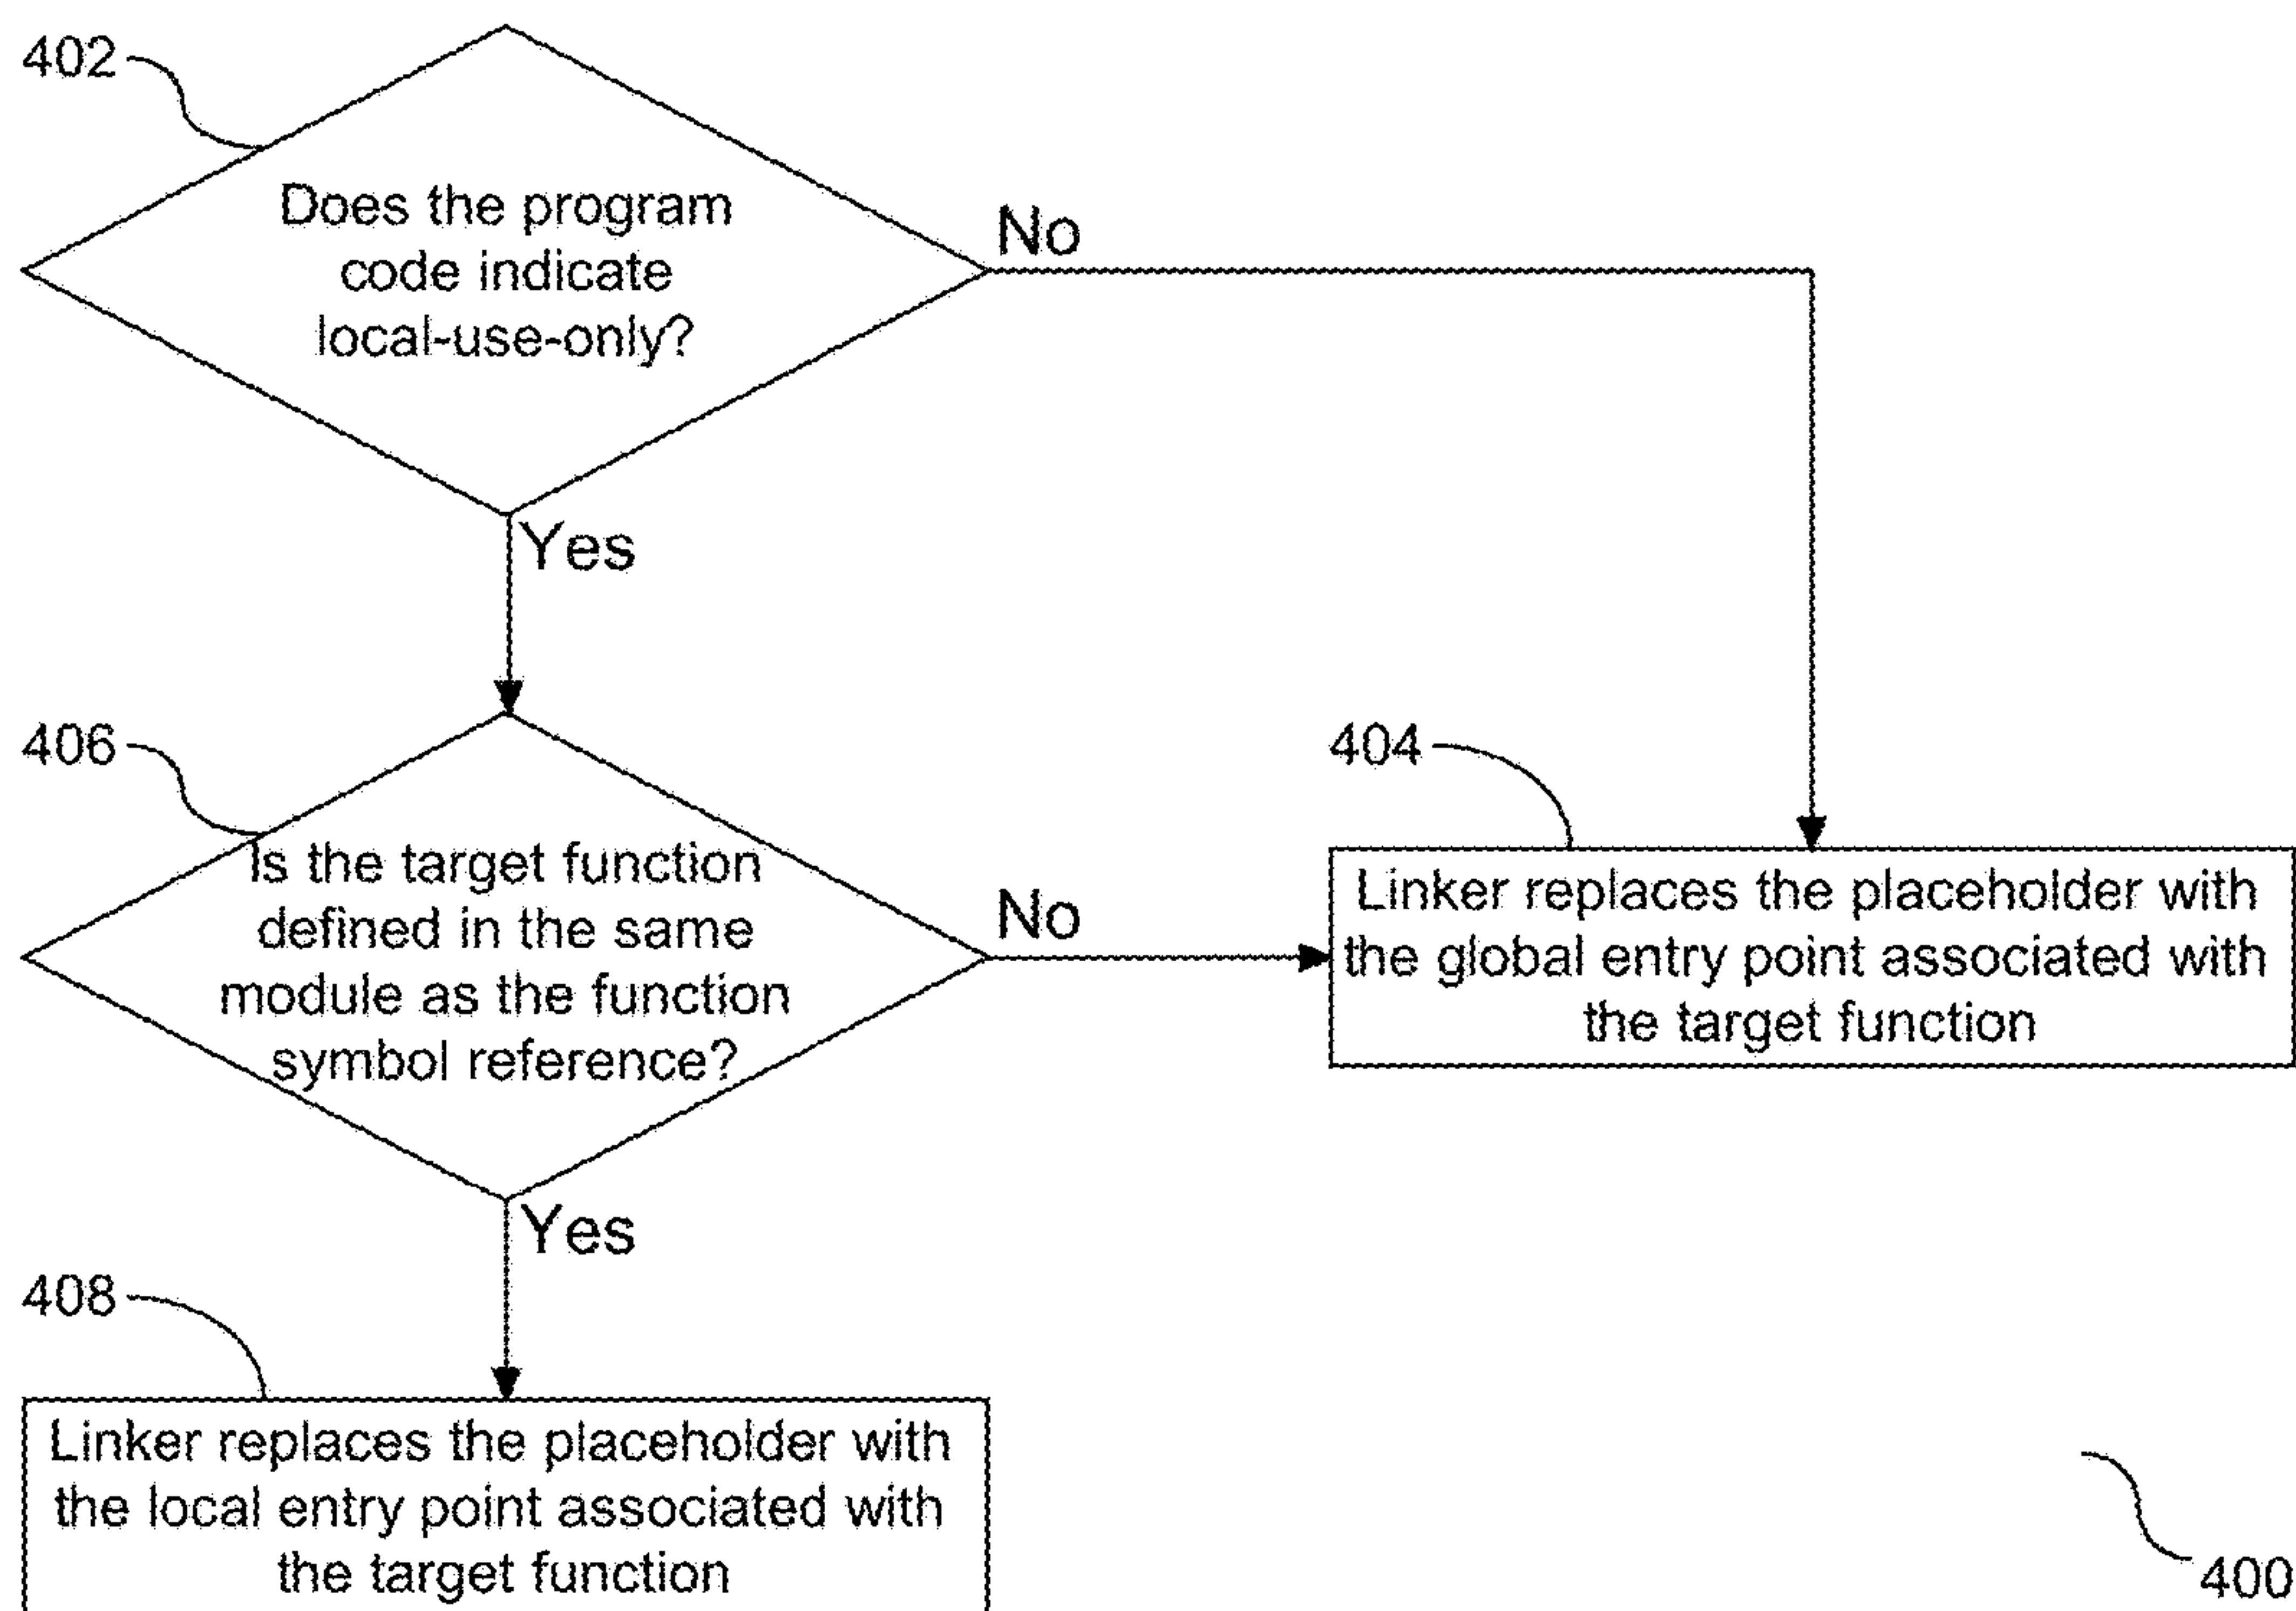 402
Does the program
code indicate
local-use-only?
No
Yes
406
Is the target function
defined in the same
module as the function
symbol reference?
No
Yes
404
Linker replaces the placeholder with
the global entry point associated with
the target function
408
Linker replaces the placeholder with
the local entry point associated with
the target function
400